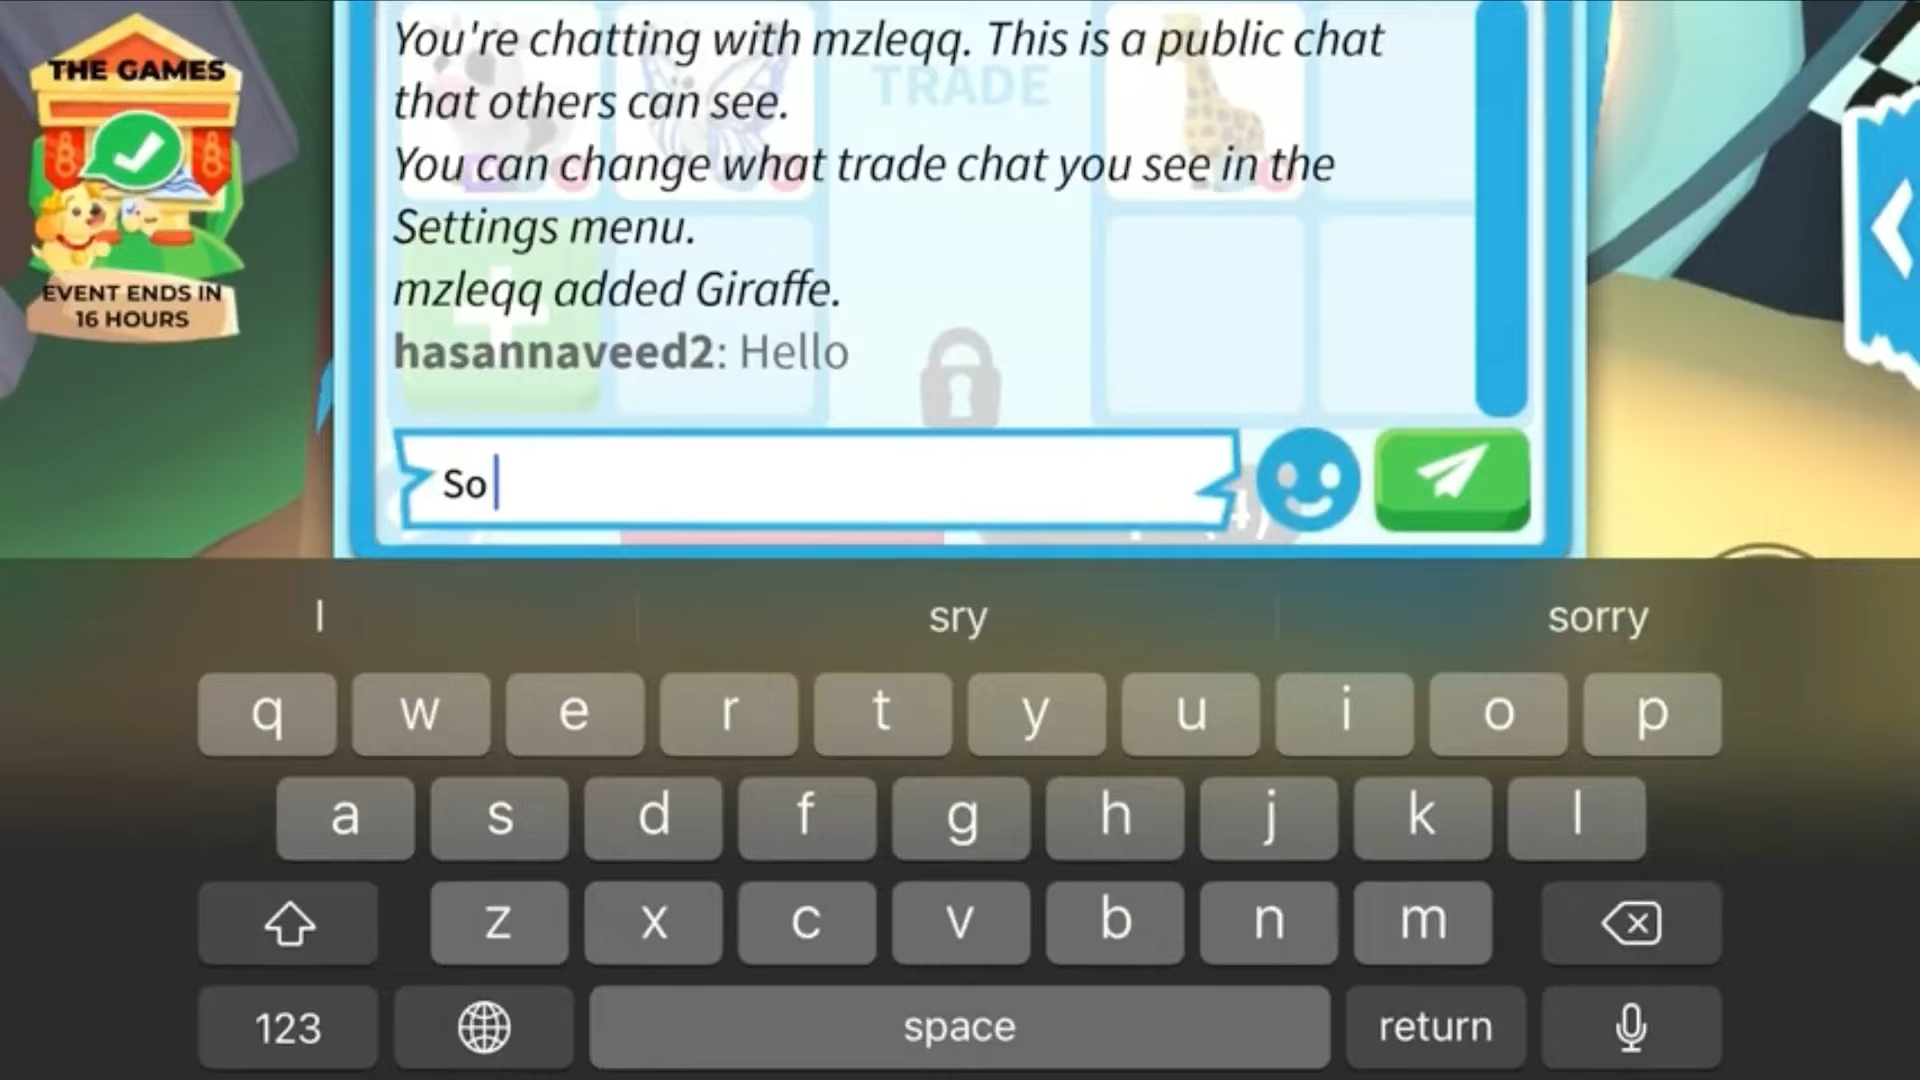 THE GAMES
EVENT ENDS IN
16 HOURS
TRADE
You're chatting with mzleqq. This is a public chat
that others can see.
You can change what trade chat you see in the
Settings menu.
mzleqq added Giraffe.
hasannaveed2: Hello
So
I sry sorry
q w e r t y u i o p
a s d f g h j k l
z x c v b n m
123 space return